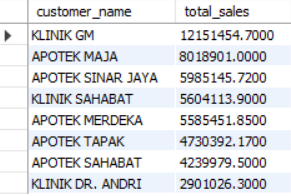 customer_name total_sales
KLINIK GM 12151454.7000
APOTEK MAJA 8018901.0000
APOTEK SINAR JAYA 5985145.7200
KLINIK SAHABAT 5604113.9000
APOTEK MERDEKA 5585451.8500
APOTEK TAPAK 4730392.1700
APOTEK SAHABAT 4239979.5000
KLINIK DR. ANDRI 2901026.3000